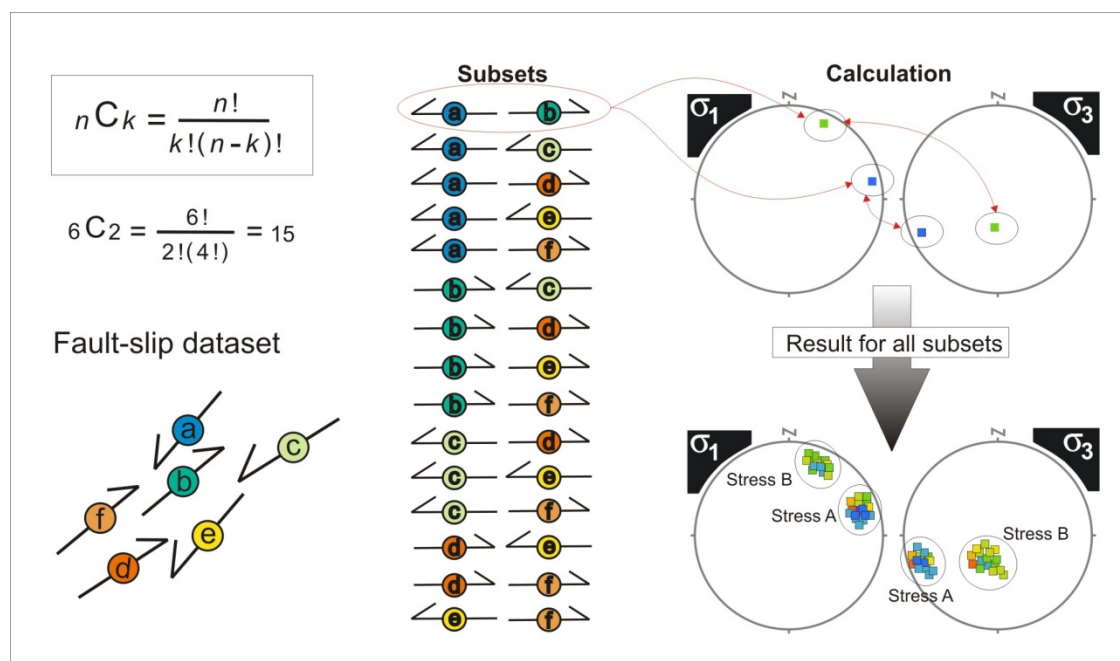 nCk = n! / k!(n-k)!
6C2 = 6! / 2!(4!) = 15
Fault-slip dataset
a
c
b
f
e
d
Subsets
a b
a c
a d
a e
a f
b c
b d
b e
b f
c d
c e
c f
d e
d f
e f
Calculation
σ1 N N σ3
Result for all subsets
σ1 N N σ3
Stress B
Stress A
Stress B
Stress A